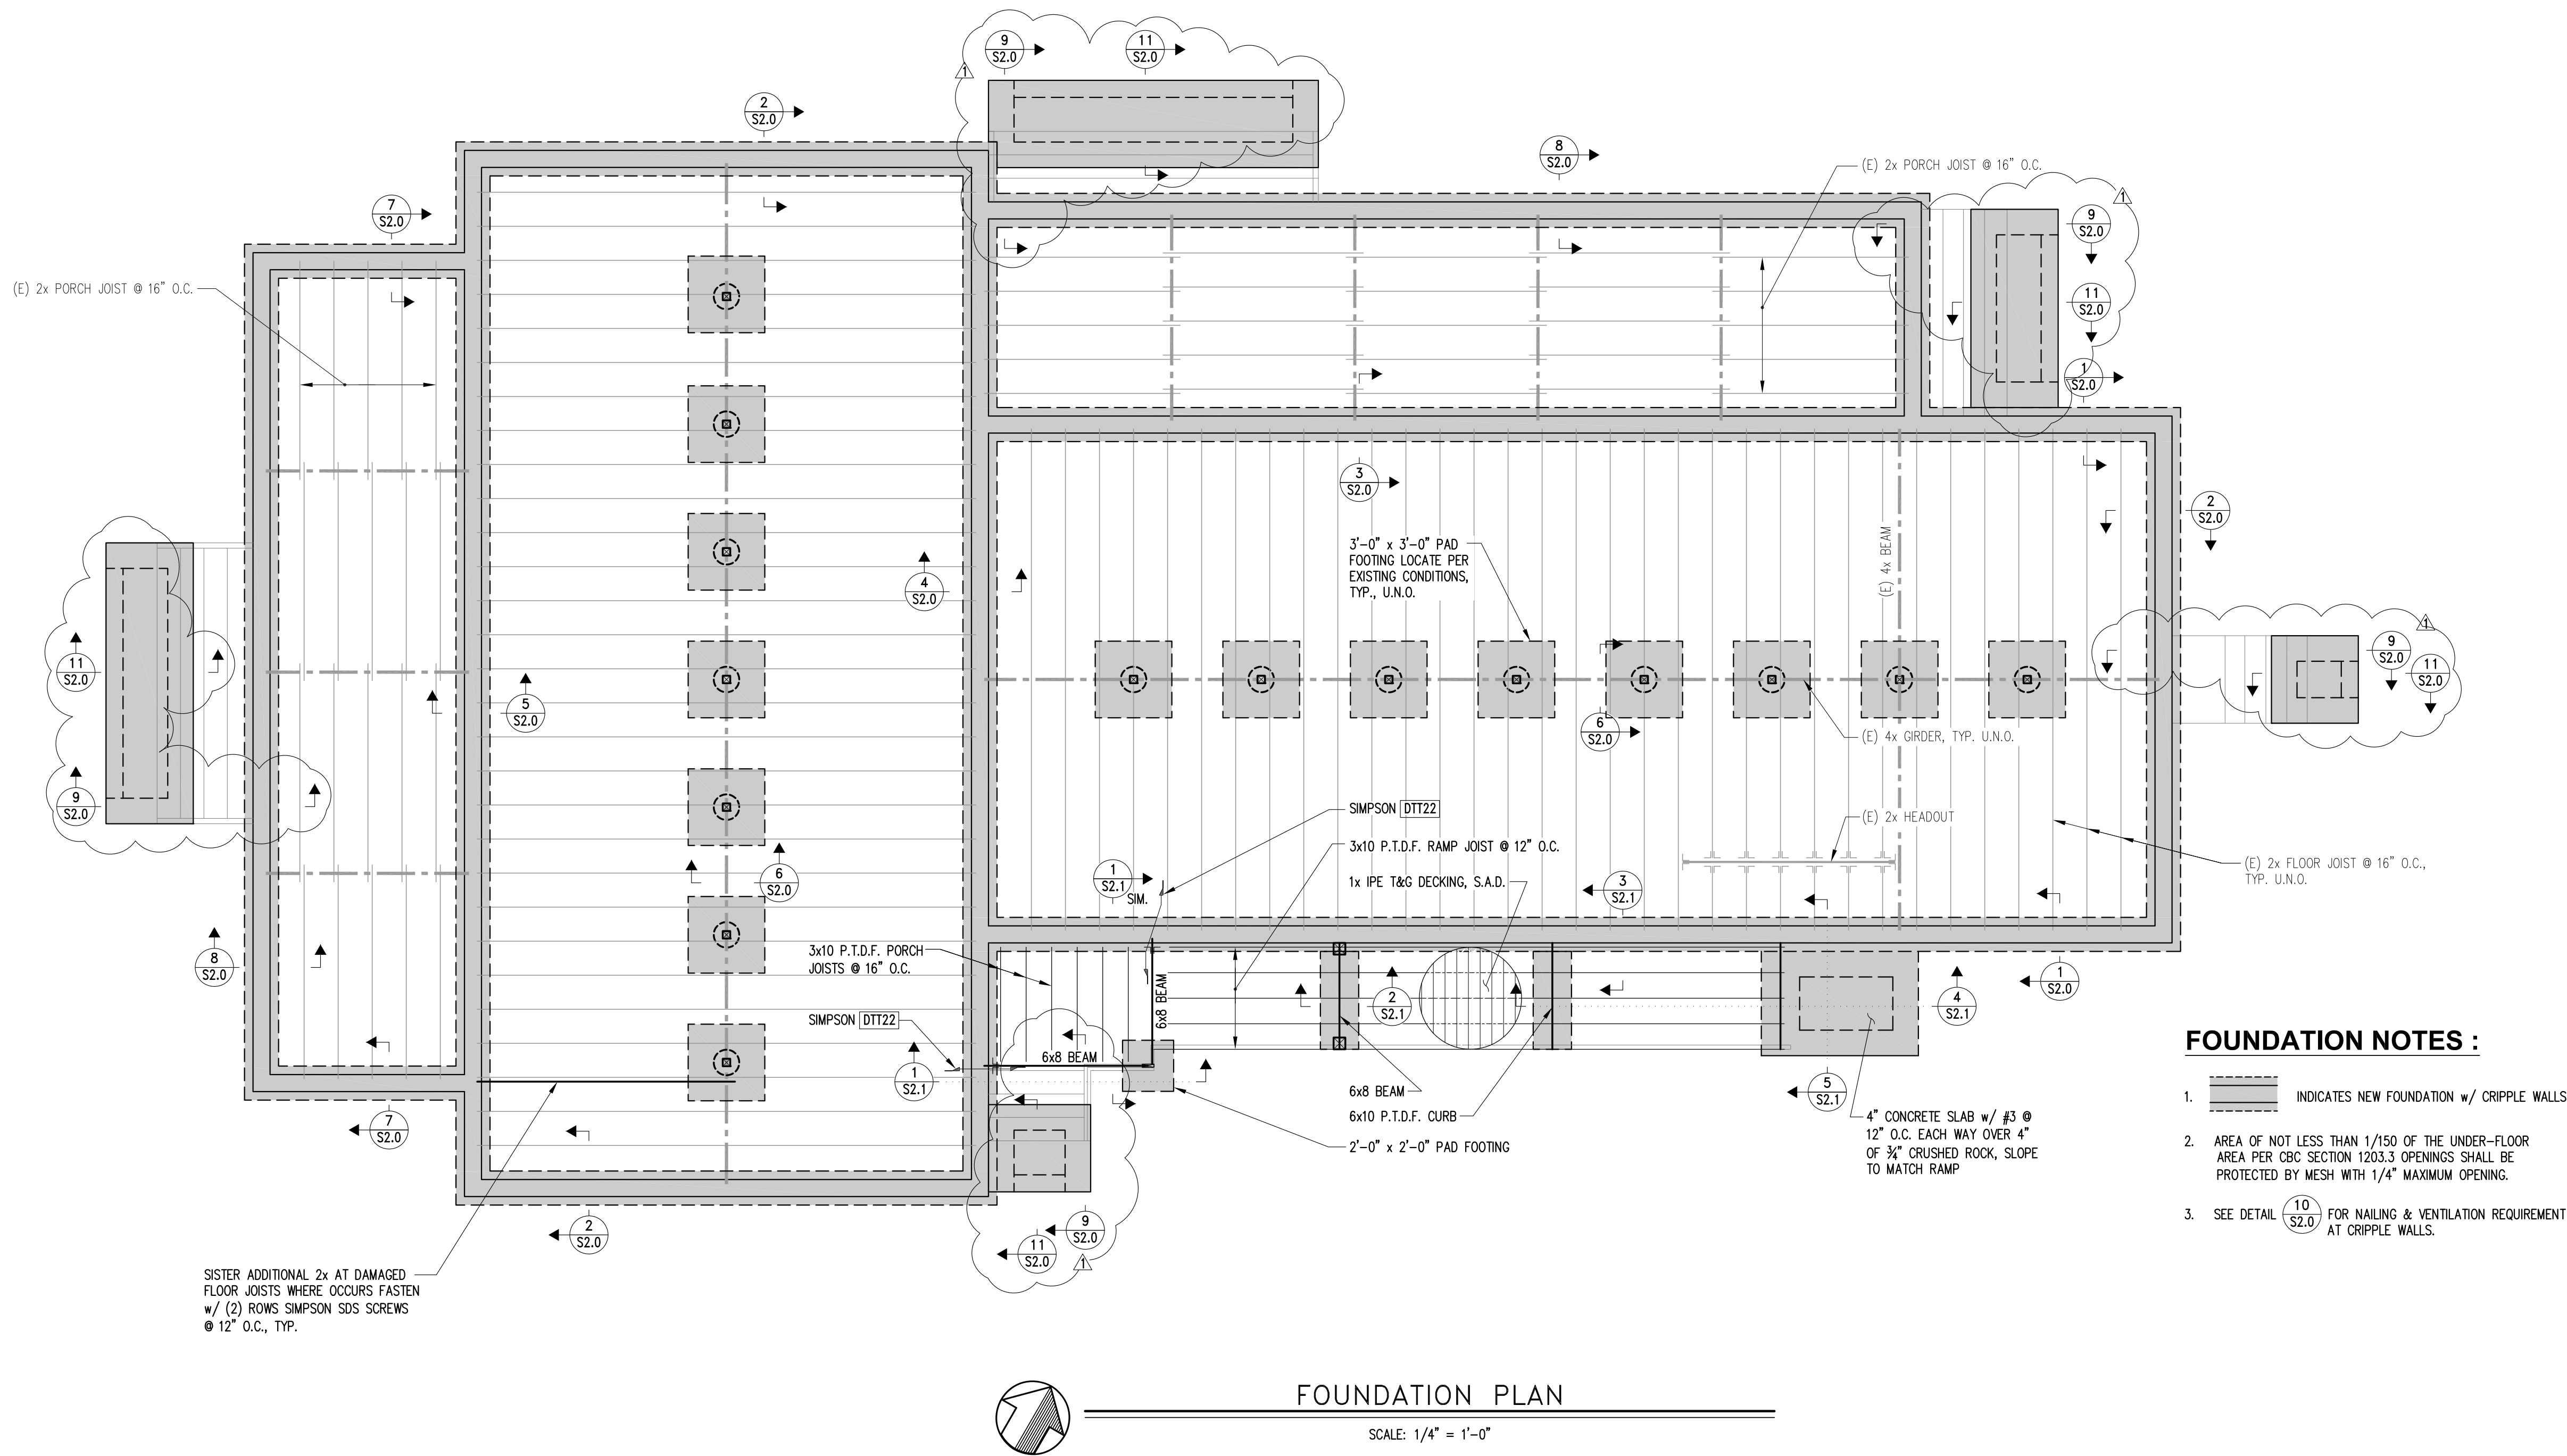 9
S2.0
11
S2.0
1
2
S2.0
8
S2.0
(E) 2x PORCH JOIST @ 16" O.C.
1
9
S2.0
7
S2.0
(E) 2x PORCH JOIST @ 16" O.C.
11
S2.0
1
S2.0
3
S2.0
2
S2.0
3'-0" x 3'-0" PAD
FOOTING LOCATE PER
EXISTING CONDITIONS,
TYP., U.N.O.
(E) 4x BEAM
4
S2.0
1
9
S2.0
11
S2.0
11
S2.0
5
S2.0
6
S2.0
(E) 4x GIRDER, TYP. U.N.O.
9
S2.0
SIMPSON DTT22
(E) 2x HEADOUT
3x10 P.T.D.F. RAMP JOIST @ 12" O.C.
6
S2.0
1
S2.1
SIM.
1x IPE T&G DECKING, S.A.D.
3
S2.1
(E) 2x FLOOR JOIST @ 16" O.C.,
TYP. U.N.O.
8
S2.0
3x10 P.T.D.F. PORCH
JOISTS @ 16" O.C.
6x8 BEAM
2
S2.1
4
S2.1
1
S2.0
SIMPSON DTT22
6x8 BEAM
1
S2.1
6x8 BEAM
6x10 P.T.D.F. CURB
2'-0" x 2'-0" PAD FOOTING
5
S2.1
4" CONCRETE SLAB w/ #3 @
12" O.C. EACH WAY OVER 4"
OF ¾" CRUSHED ROCK, SLOPE
TO MATCH RAMP
7
S2.0
2
S2.0
9
S2.0
11
S2.0
1
SISTER ADDITIONAL 2x AT DAMAGED
FLOOR JOISTS WHERE OCCURS FASTEN
w/ (2) ROWS SIMPSON SDS SCREWS
@ 12" O.C., TYP.
FOUNDATION NOTES :
1. INDICATES NEW FOUNDATION w/ CRIPPLE WALLS
2. AREA OF NOT LESS THAN 1/150 OF THE UNDER-FLOOR
AREA PER CBC SECTION 1203.3 OPENINGS SHALL BE
PROTECTED BY MESH WITH 1/4" MAXIMUM OPENING.
3. SEE DETAIL 10 S2.0 FOR NAILING & VENTILATION REQUIREMENT
AT CRIPPLE WALLS.
FOUNDATION PLAN
SCALE: 1/4" = 1'-0"